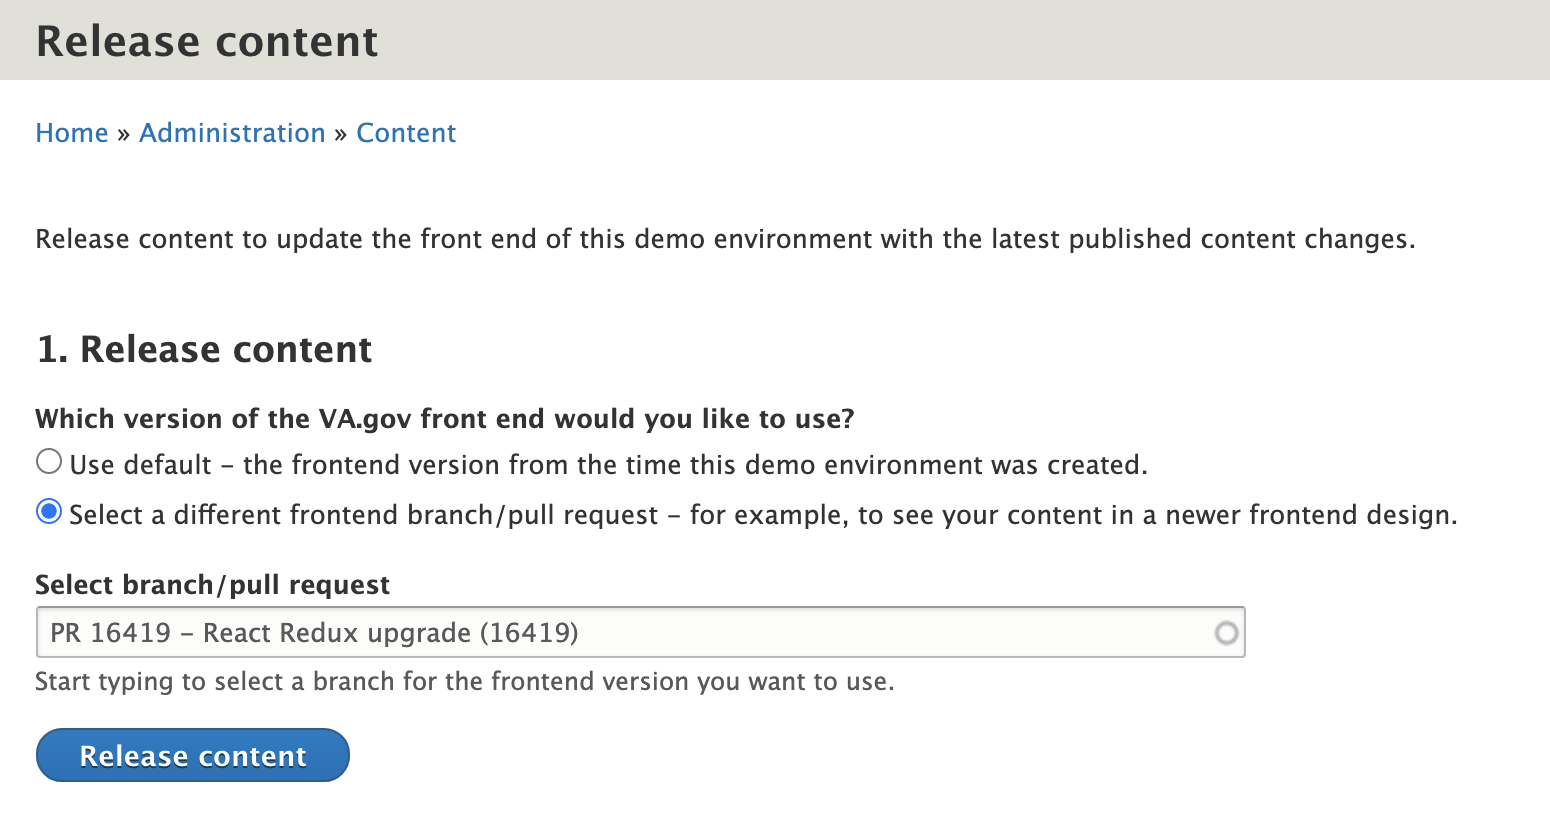 Release content
Home » Administration » Content
Release content to update the front end of this demo environment with the latest published content changes.
1. Release content
Which version of the VA.gov front end would you like to use?
Use default – the frontend version from the time this demo environment was created.
Select a different frontend branch/pull request – for example, to see your content in a newer frontend design.
Select branch/pull request
PR 16419 – React Redux upgrade (16419)
Start typing to select a branch for the frontend version you want to use.
Release content